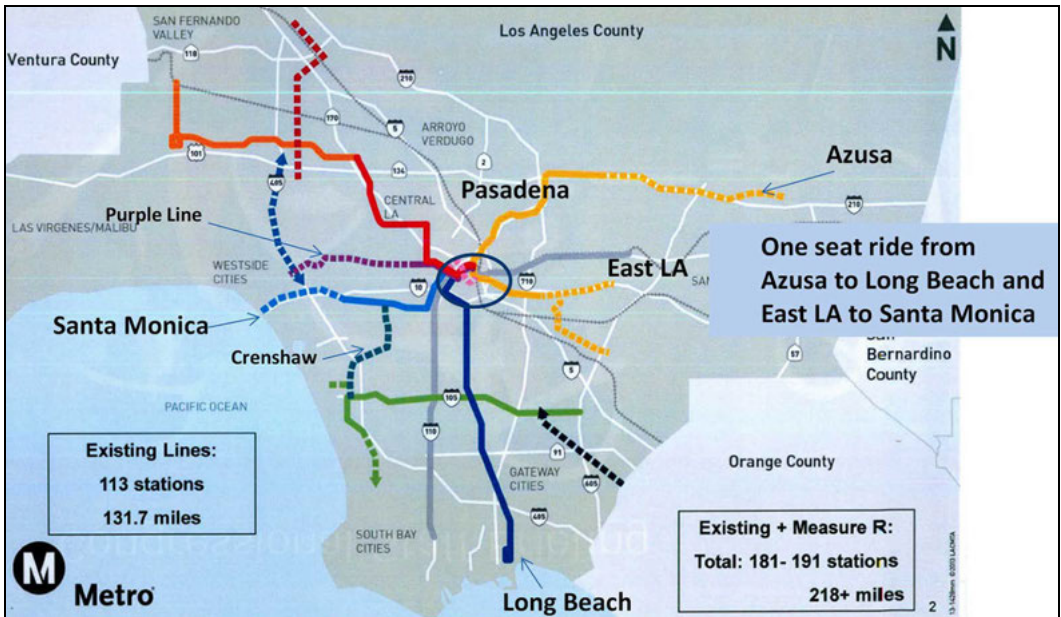 SAN FERNANDO
VALLEY
Los Angeles County
N
Ventura County
118
210
170
5
ARROYO
VERDUGO
2
101
134
Azusa
405
CENTRAL
LA
Pasadena
210
Purple Line
LAS VIRGENES/MALIBU
WESTSIDE
CITIES
10
710
East LA
SAN
One seat ride from
Azusa to Long Beach and
East LA to Santa Monica
Santa Monica
San
Bernardino
County
57
Crenshaw
5
PACIFIC OCEAN
105
110
91
Existing Lines:
113 stations
131.7 miles
GATEWAY
CITIES
605
Orange County
405
SOUTH BAY
CITIES
Existing + Measure R:
Total: 181- 191 stations
218+ miles
M
Metro
Long Beach
2